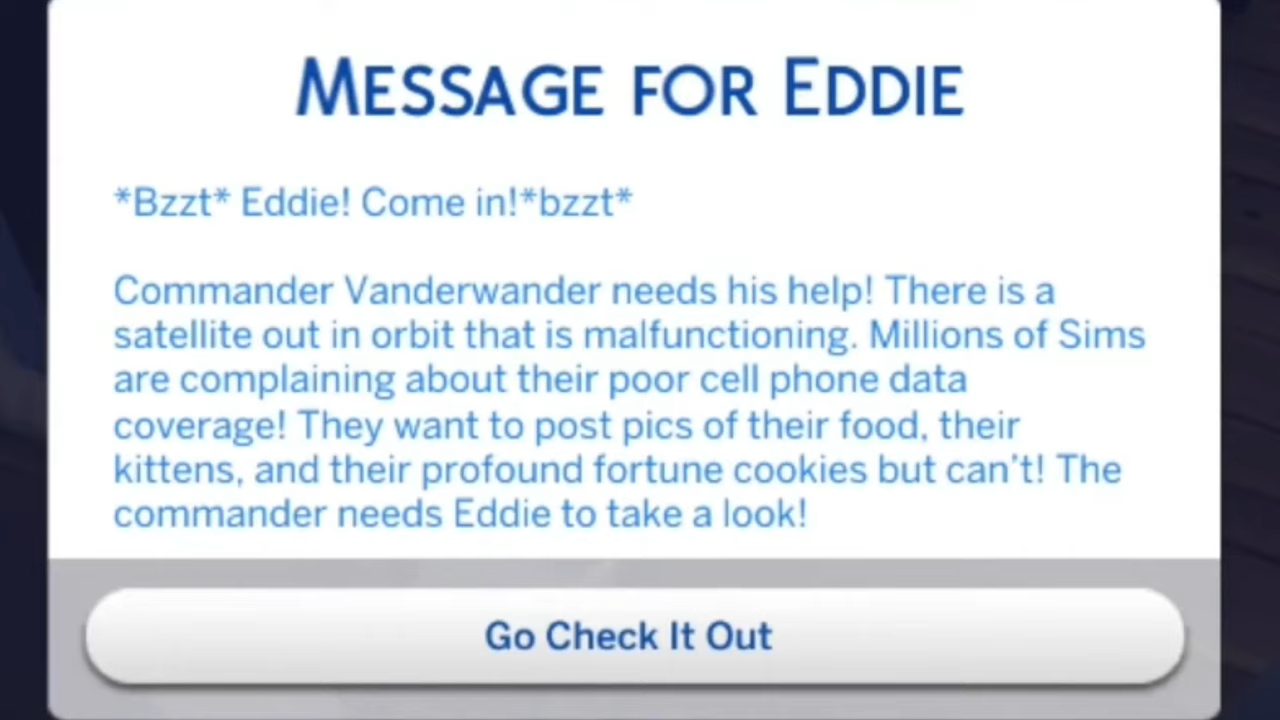 Message for Eddie
*Bzzt* Eddie! Come in!*bzzt*
Commander Vanderwander needs his help! There is a
satellite out in orbit that is malfunctioning. Millions of Sims
are complaining about their poor cell phone data
coverage! They want to post pics of their food, their
kittens, and their profound fortune cookies but can't! The
commander needs Eddie to take a look!
Go Check It Out